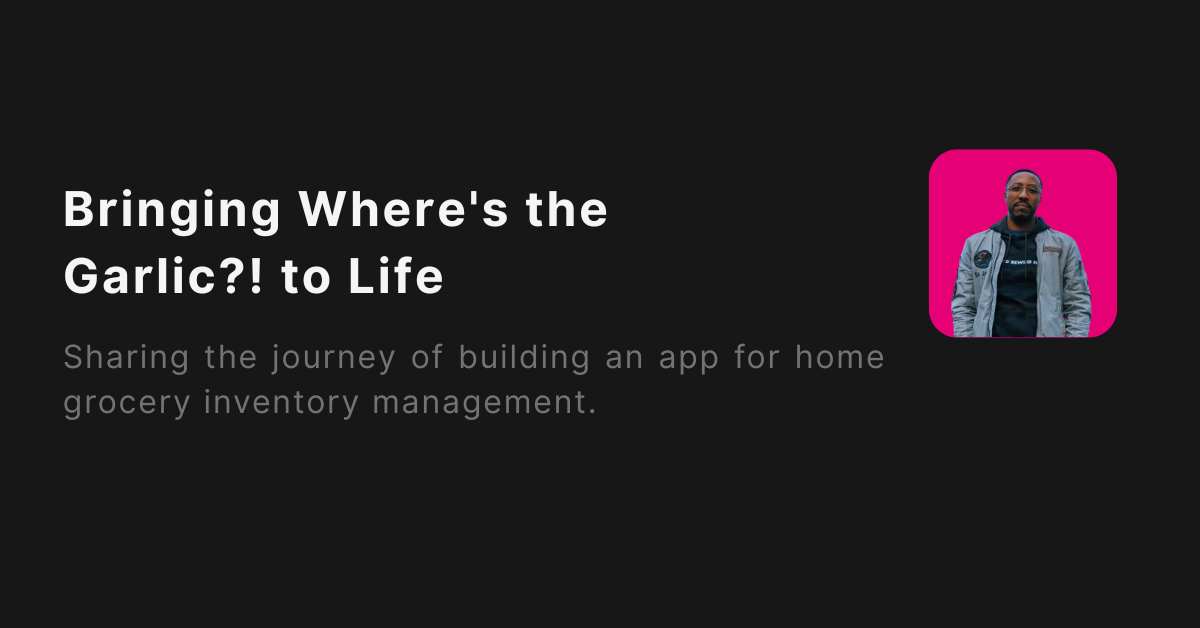 Bringing Where's the
Garlic?! to Life
Sharing the journey of building an app for home
grocery inventory management.